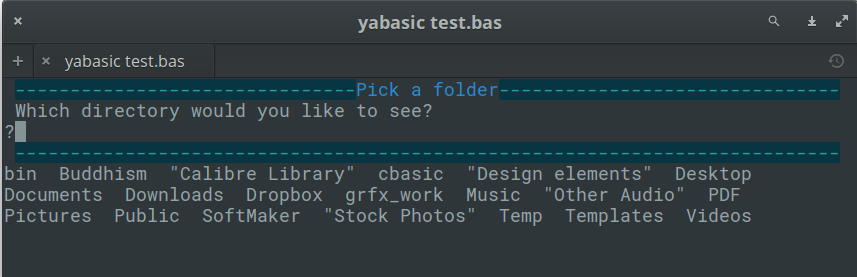 yabasic test.bas
yabasic test.bas
-------------------------------Pick a folder-------------------------------
Which directory would you like to see?
?
---------------------------------------------------------------------------
bin  Buddhism  "Calibre Library"  cbasic  "Design elements"  Desktop
Documents  Downloads  Dropbox  grfx_work  Music  "Other Audio"  PDF
Pictures  Public  SoftMaker  "Stock Photos"  Temp  Templates  Videos